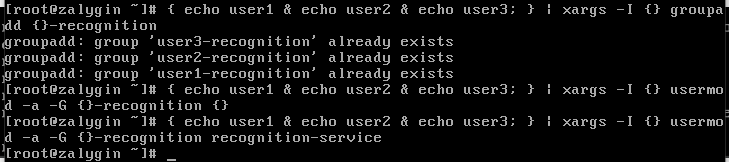 [root@zalygin ~]# { echo user1 & echo user2 & echo user3; } | xargs -I {} groupa
dd {}-recognition
groupadd: group 'user3-recognition' already exists
groupadd: group 'user2-recognition' already exists
groupadd: group 'user1-recognition' already exists
[root@zalygin ~]# { echo user1 & echo user2 & echo user3; } | xargs -I {} usermo
d -a -G {}-recognition {}
[root@zalygin ~]# { echo user1 & echo user2 & echo user3; } | xargs -I {} usermo
d -a -G {}-recognition recognition-service
[root@zalygin ~]# _